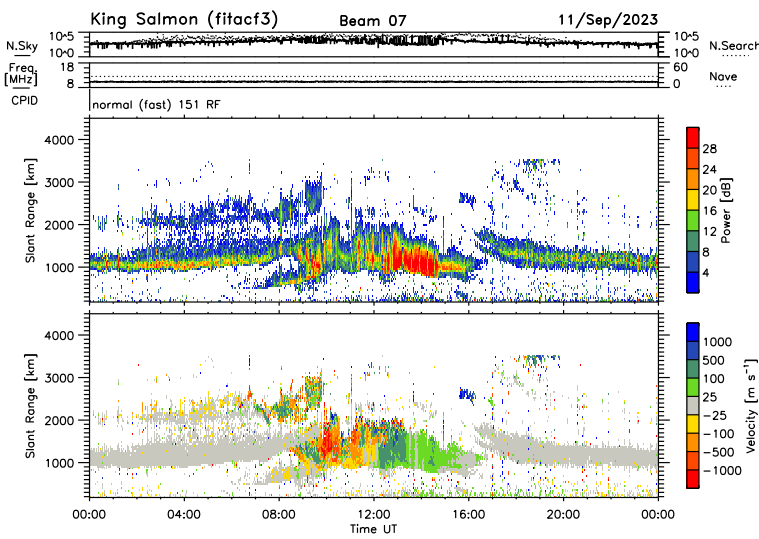 King Salmon (fitacf3) Beam 07 11/Sep/2023
N.Sky 10^5 10^0 10^5 10^0 N.Search
Freq [MHz] 18 8 60 0 Nave
CPID normal (fast) 151 RF
Slant Range [km] 4000 3000 2000 1000
Power [dB] 28 24 20 16 12 8 4
Slant Range [km] 4000 3000 2000 1000
Velocity [m s⁻¹] 1000 500 100 25 −25 −100 −500 −1000
00:00 04:00 08:00 12:00 16:00 20:00 00:00
Time UT